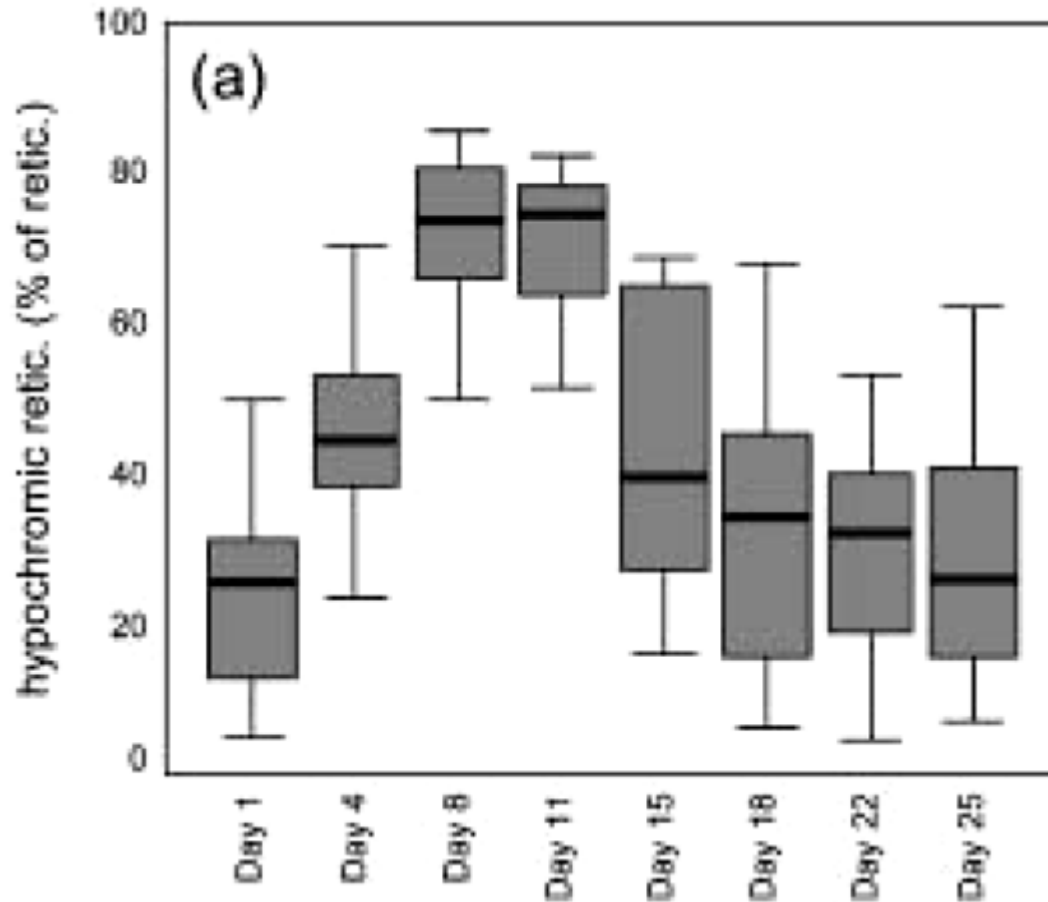 (a)
hypochromic retic. (% of retic.)
100
80
60
40
20
0
Day 1
Day 4
Day 8
Day 11
Day 15
Day 18
Day 22
Day 25